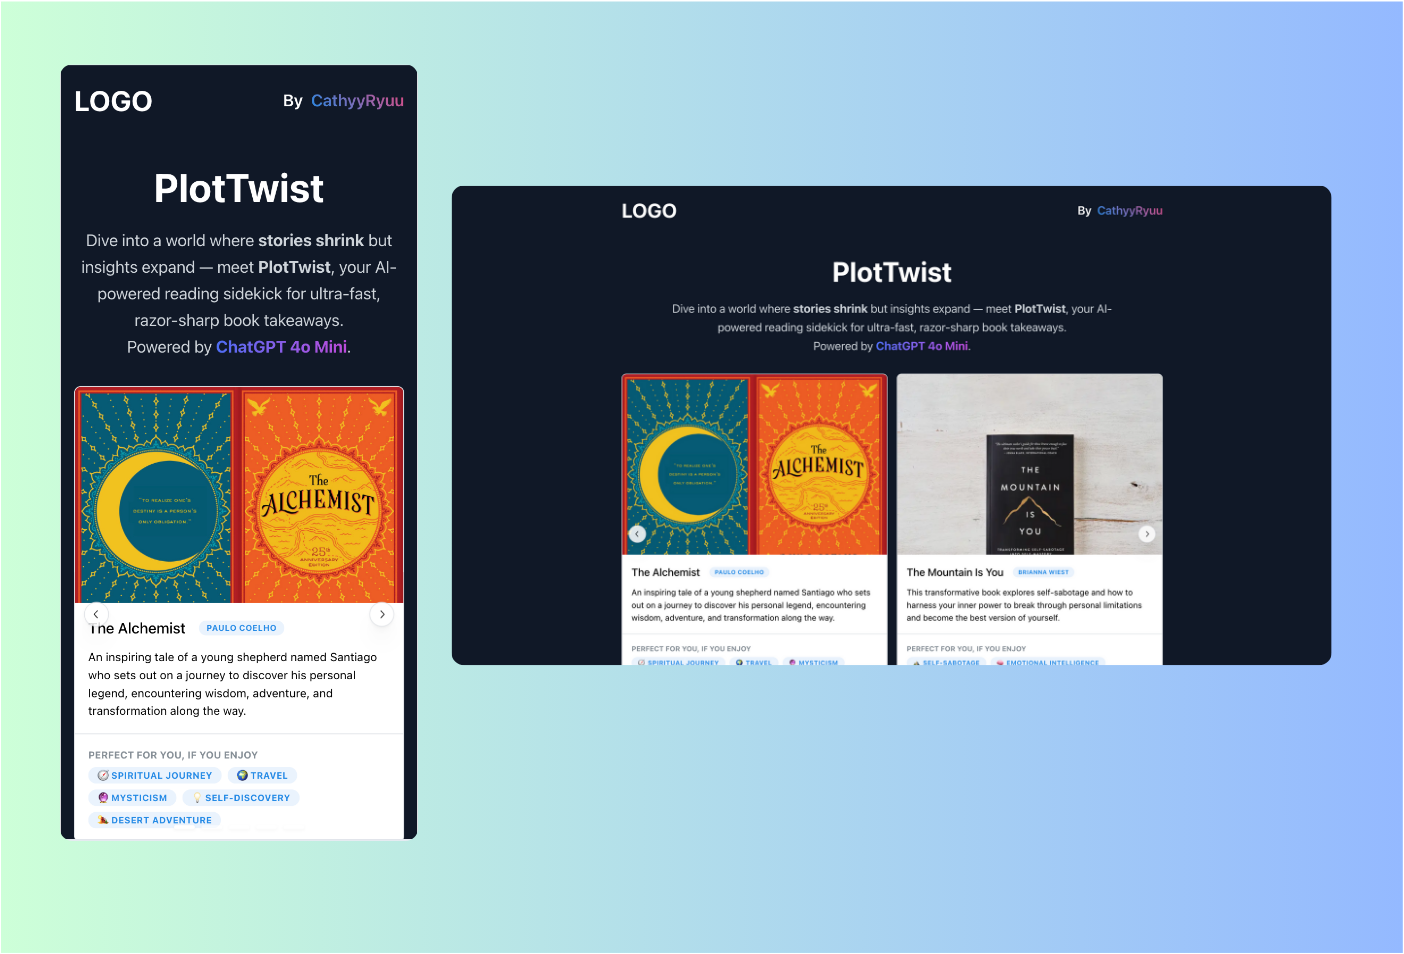 LOGO
By CathyyRyuu
PlotTwist
Dive into a world where stories shrink but
insights expand — meet PlotTwist, your AI-
powered reading sidekick for ultra-fast,
razor-sharp book takeaways.
Powered by ChatGPT 4o Mini.
"TO REALIZE ONE'S
DESTINY IS A PERSON'S
ONLY OBLIGATION."
The
ALCHEMIST
25th
ANNIVERSARY
EDITION
The Alchemist PAULO COELHO
An inspiring tale of a young shepherd named Santiago
who sets out on a journey to discover his personal
legend, encountering wisdom, adventure, and
transformation along the way.
PERFECT FOR YOU, IF YOU ENJOY
🧭 SPIRITUAL JOURNEY 🌍 TRAVEL
🔮 MYSTICISM 💡 SELF-DISCOVERY
🏜️ DESERT ADVENTURE
LOGO
By CathyyRyuu
PlotTwist
Dive into a world where stories shrink but insights expand — meet PlotTwist, your AI-
powered reading sidekick for ultra-fast, razor-sharp book takeaways.
Powered by ChatGPT 4o Mini.
"TO REALIZE ONE'S
DESTINY IS A PERSON'S
ONLY OBLIGATION."
The
ALCHEMIST
25th
ANNIVERSARY
EDITION
The Alchemist PAULO COELHO
An inspiring tale of a young shepherd named Santiago who sets
out on a journey to discover his personal legend, encountering
wisdom, adventure, and transformation along the way.
PERFECT FOR YOU, IF YOU ENJOY
🧭 SPIRITUAL JOURNEY 🌍 TRAVEL 🔮 MYSTICISM
THE
MOUNTAIN
IS
YOU
TRANSFORMING SELF-SABOTAGE
The Mountain Is You BRIANNA WIEST
This transformative book explores self-sabotage and how to
harness your inner power to break through personal limitations
and become the best version of yourself.
PERFECT FOR YOU, IF YOU ENJOY
SELF-SABOTAGE 🧠 EMOTIONAL INTELLIGENCE